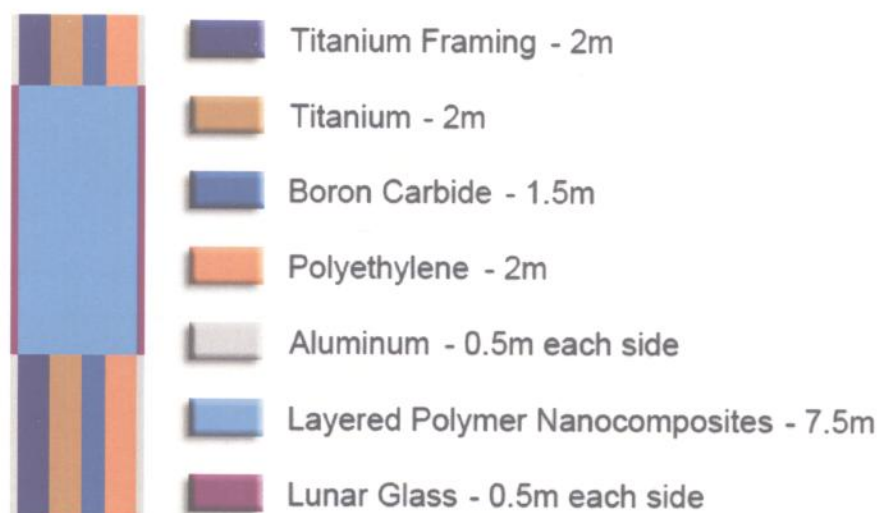 Titanium Framing - 2m
Titanium - 2m
Boron Carbide - 1.5m
Polyethylene - 2m
Aluminum - 0.5m each side
Layered Polymer Nanocomposites - 7.5m
Lunar Glass - 0.5m each side